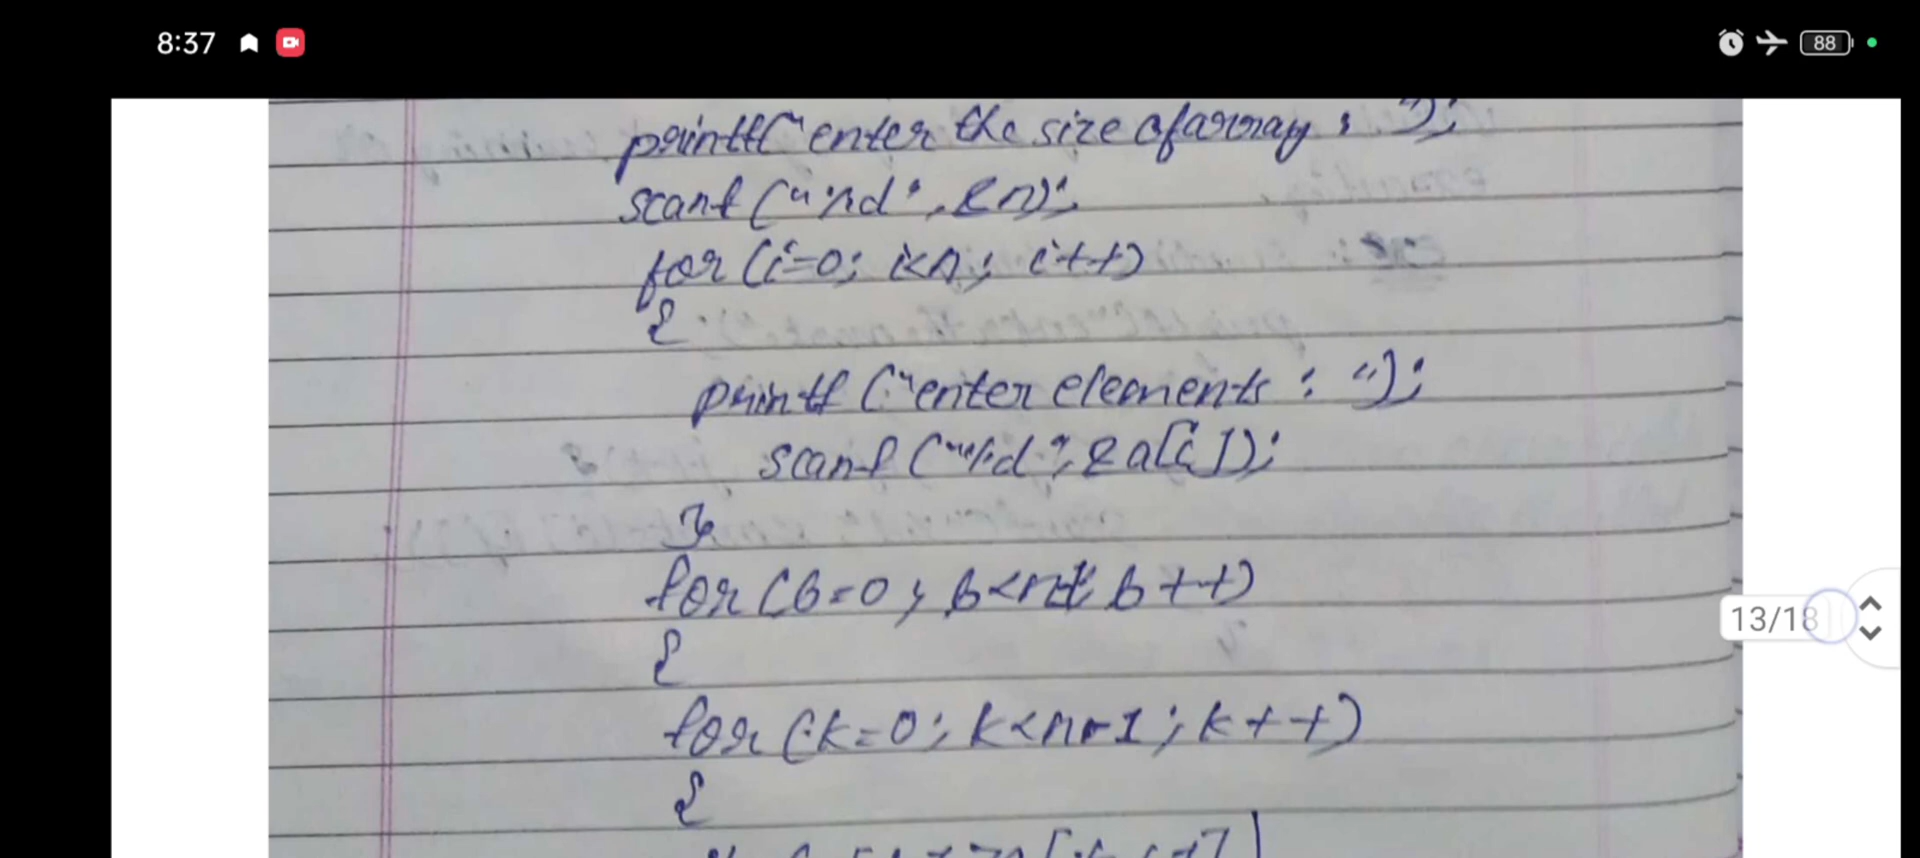 8:37
88
printf("enter the size of array : ");
scanf("%d", &n);
for (i=0; i<n; i++)
{
printf("enter elements : ");
scanf("%d", &a[i]);
}
for (b=0; b<n; b++)
{
for (k=0; k<n-1; k++)
{
13/18